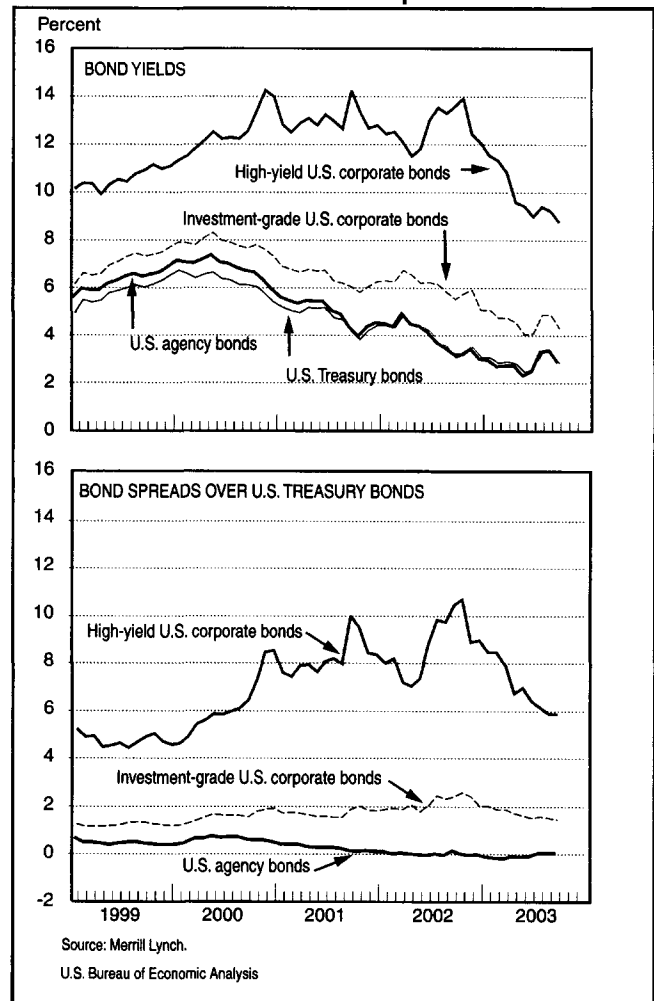 Percent
16
BOND YIELDS
14
12
High-yield U.S. corporate bonds
10
Investment-grade U.S. corporate bonds
8
6
U.S. agency bonds
4
U.S. Treasury bonds
2
0
16
BOND SPREADS OVER U.S. TREASURY BONDS
14
12
10
High-yield U.S. corporate bonds
8
6
4
Investment-grade U.S. corporate bonds
2
0
U.S. agency bonds
-2
1999 2000 2001 2002 2003
Source: Merrill Lynch.
U.S. Bureau of Economic Analysis